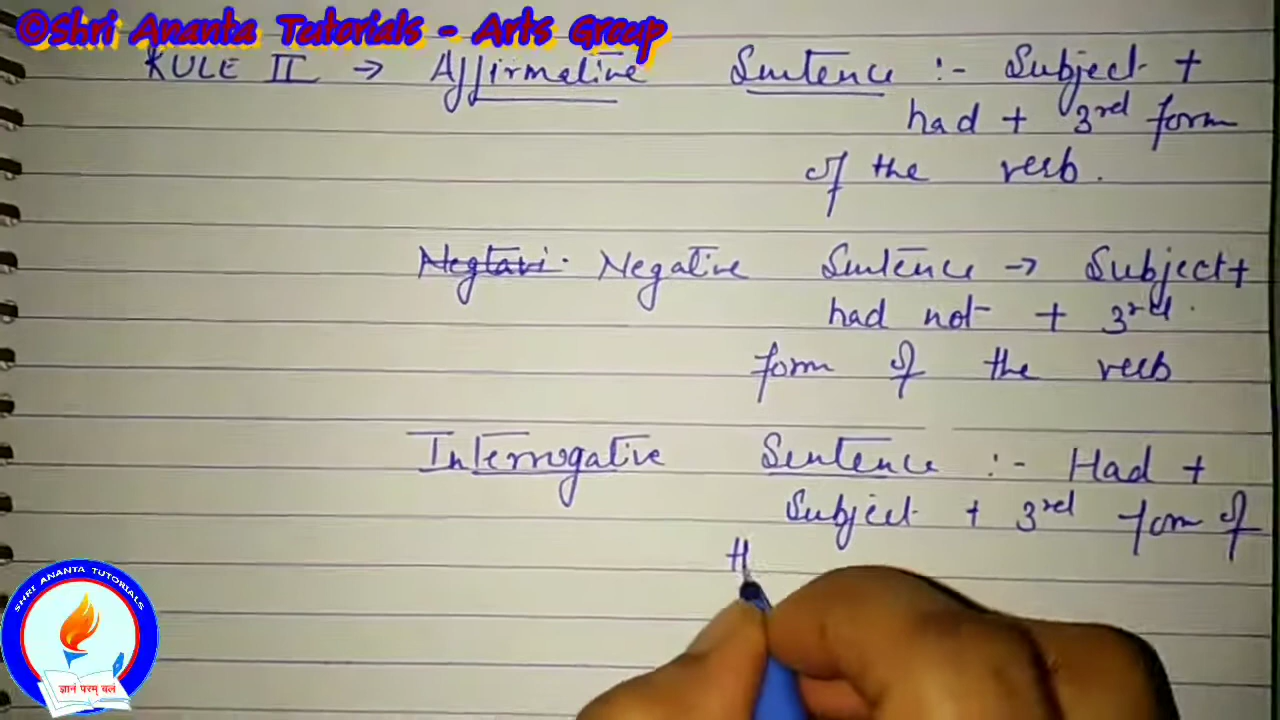 ©Shri Ananta Tutorials - Arts Group
RULE II → Affirmative Sentence :- Subject +
had + 3rd form
of the verb.
Neglavi. Negative Sentence → Subject +
had not + 3rd.
form of the verb
Interrogative Sentence :- Had +
Subject + 3rd form of
H
SHRI ANANTA TUTORIALS
ज्ञानं परम् बलं